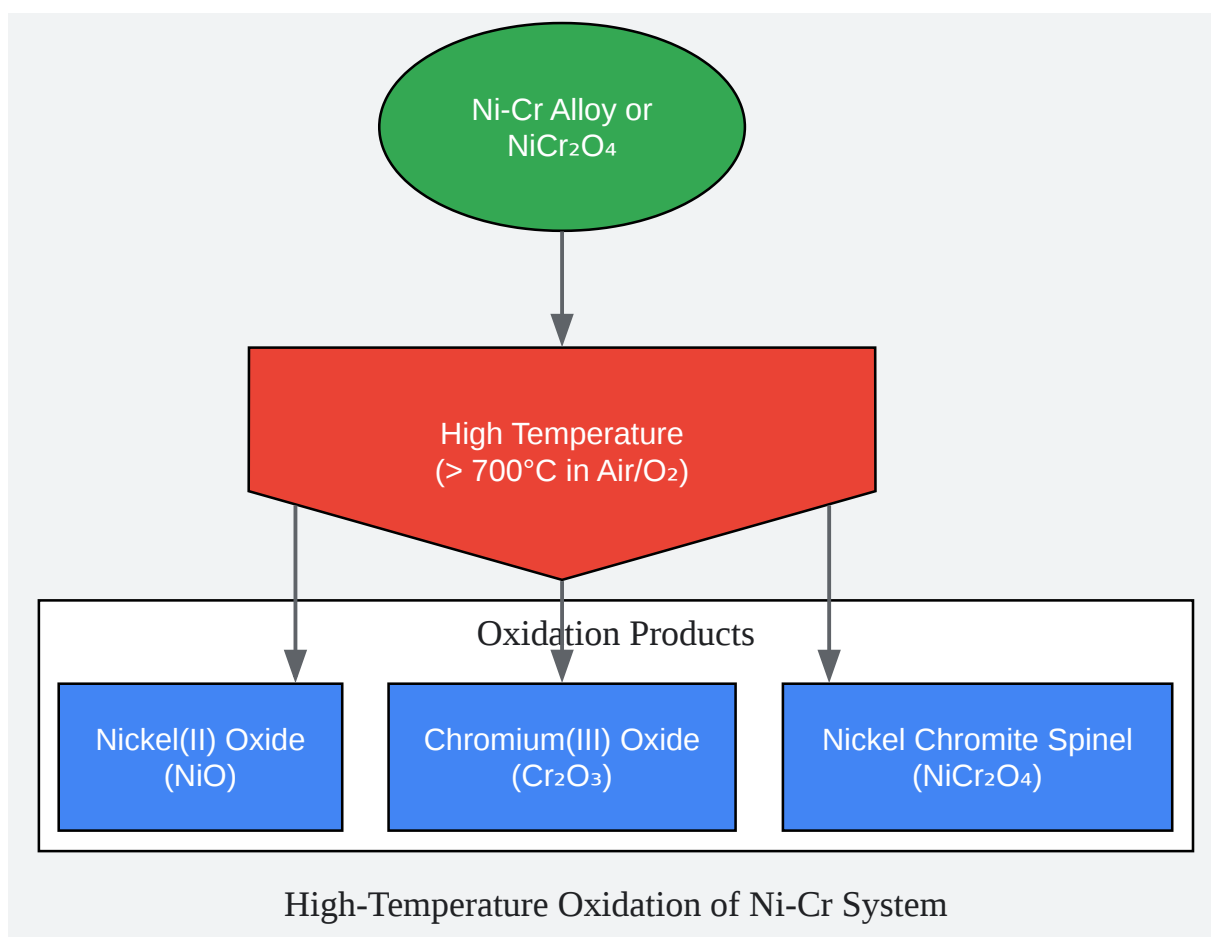 Ni-Cr Alloy or
NiCr₂O₄
High Temperature
(> 700°C in Air/O₂)
Oxidation Products
Nickel(II) Oxide
(NiO)
Chromium(III) Oxide
(Cr₂O₃)
Nickel Chromite Spinel
(NiCr₂O₄)
High-Temperature Oxidation of Ni-Cr System